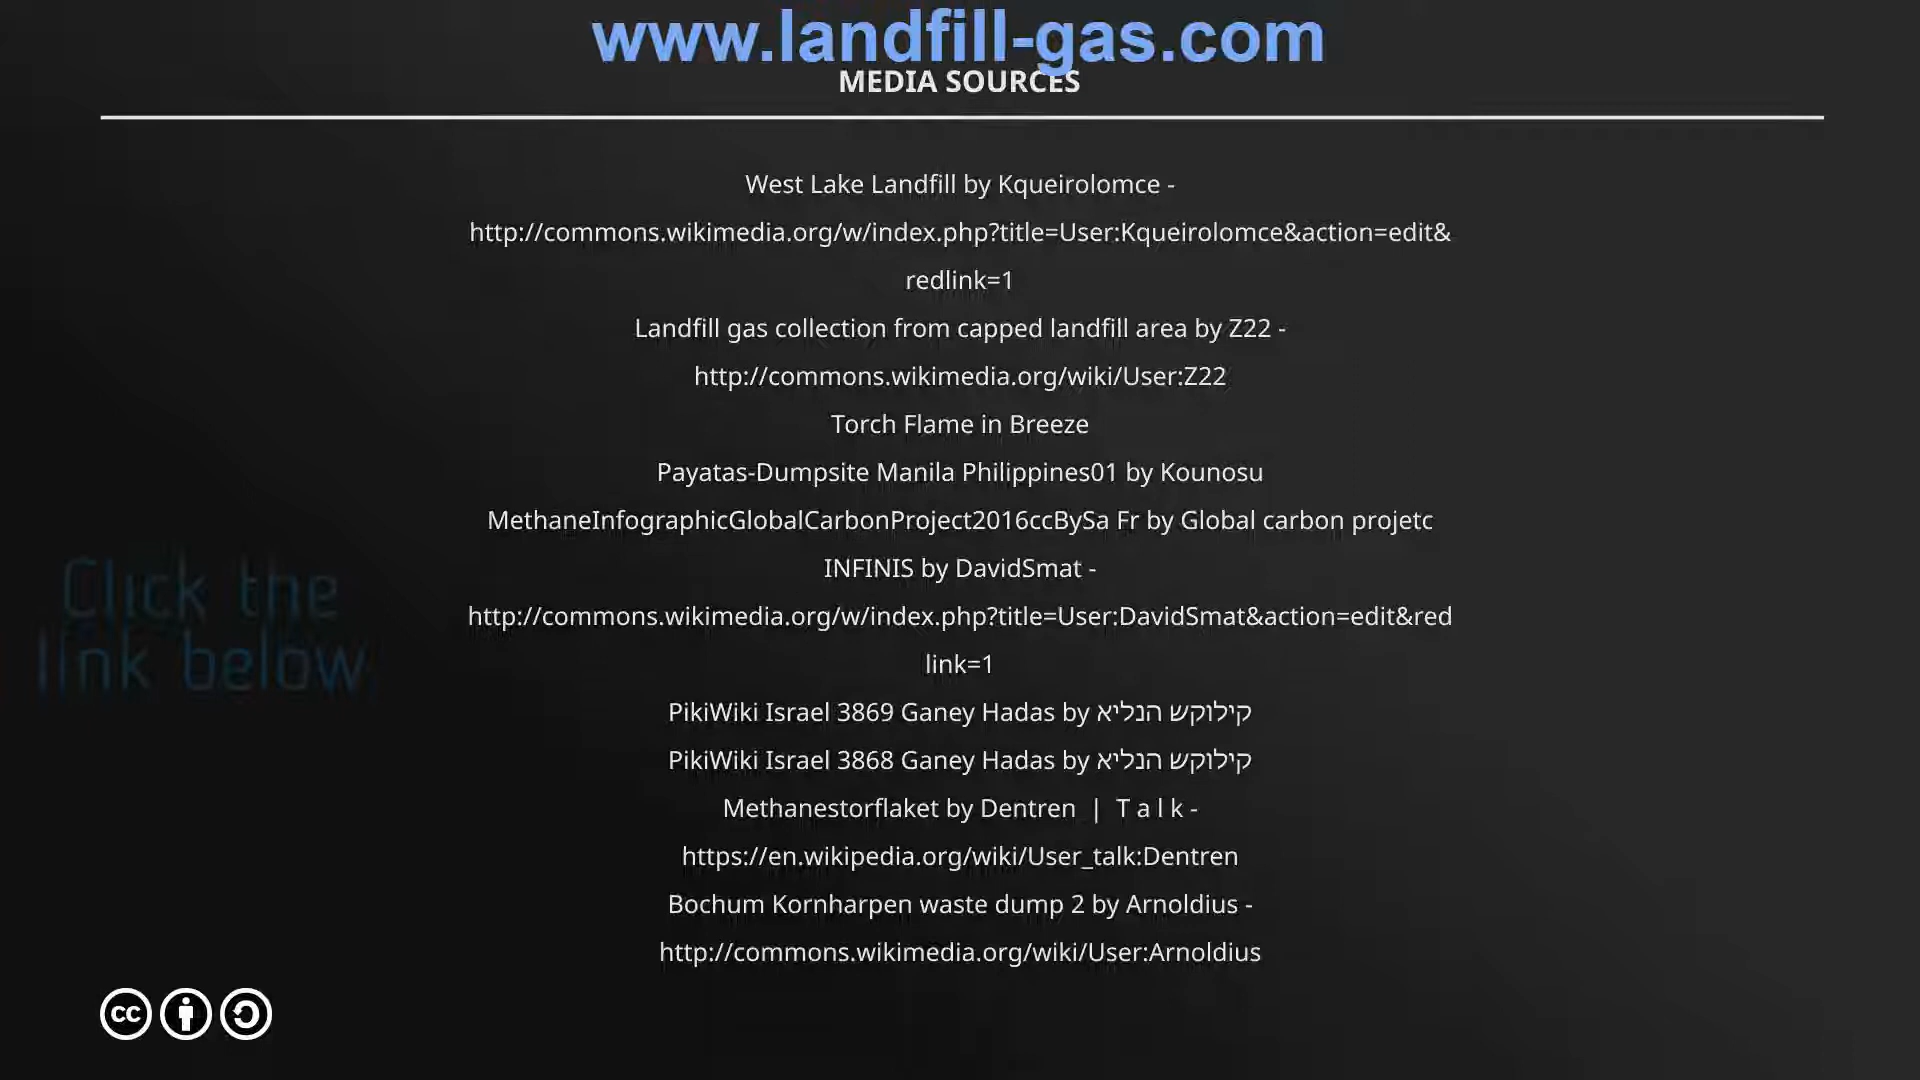 www.landfill-gas.com
MEDIA SOURCES
West Lake Landfill by Kqueirolomce -
http://commons.wikimedia.org/w/index.php?title=User:Kqueirolomce&action=edit&
redlink=1
Landfill gas collection from capped landfill area by Z22 -
http://commons.wikimedia.org/wiki/User:Z22
Torch Flame in Breeze
Payatas-Dumpsite Manila Philippines01 by Kounosu
MethaneInfographicGlobalCarbonProject2016ccBySa Fr by Global carbon projetc
INFINIS by DavidSmat -
http://commons.wikimedia.org/w/index.php?title=User:DavidSmat&action=edit&red
link=1
PikiWiki Israel 3869 Ganey Hadas by קילוקש הנליא
PikiWiki Israel 3868 Ganey Hadas by קילוקש הנליא
Methanestorflaket by Dentren | T a l k -
https://en.wikipedia.org/wiki/User_talk:Dentren
Bochum Kornharpen waste dump 2 by Arnoldius -
http://commons.wikimedia.org/wiki/User:Arnoldius
Click the
link below
cc